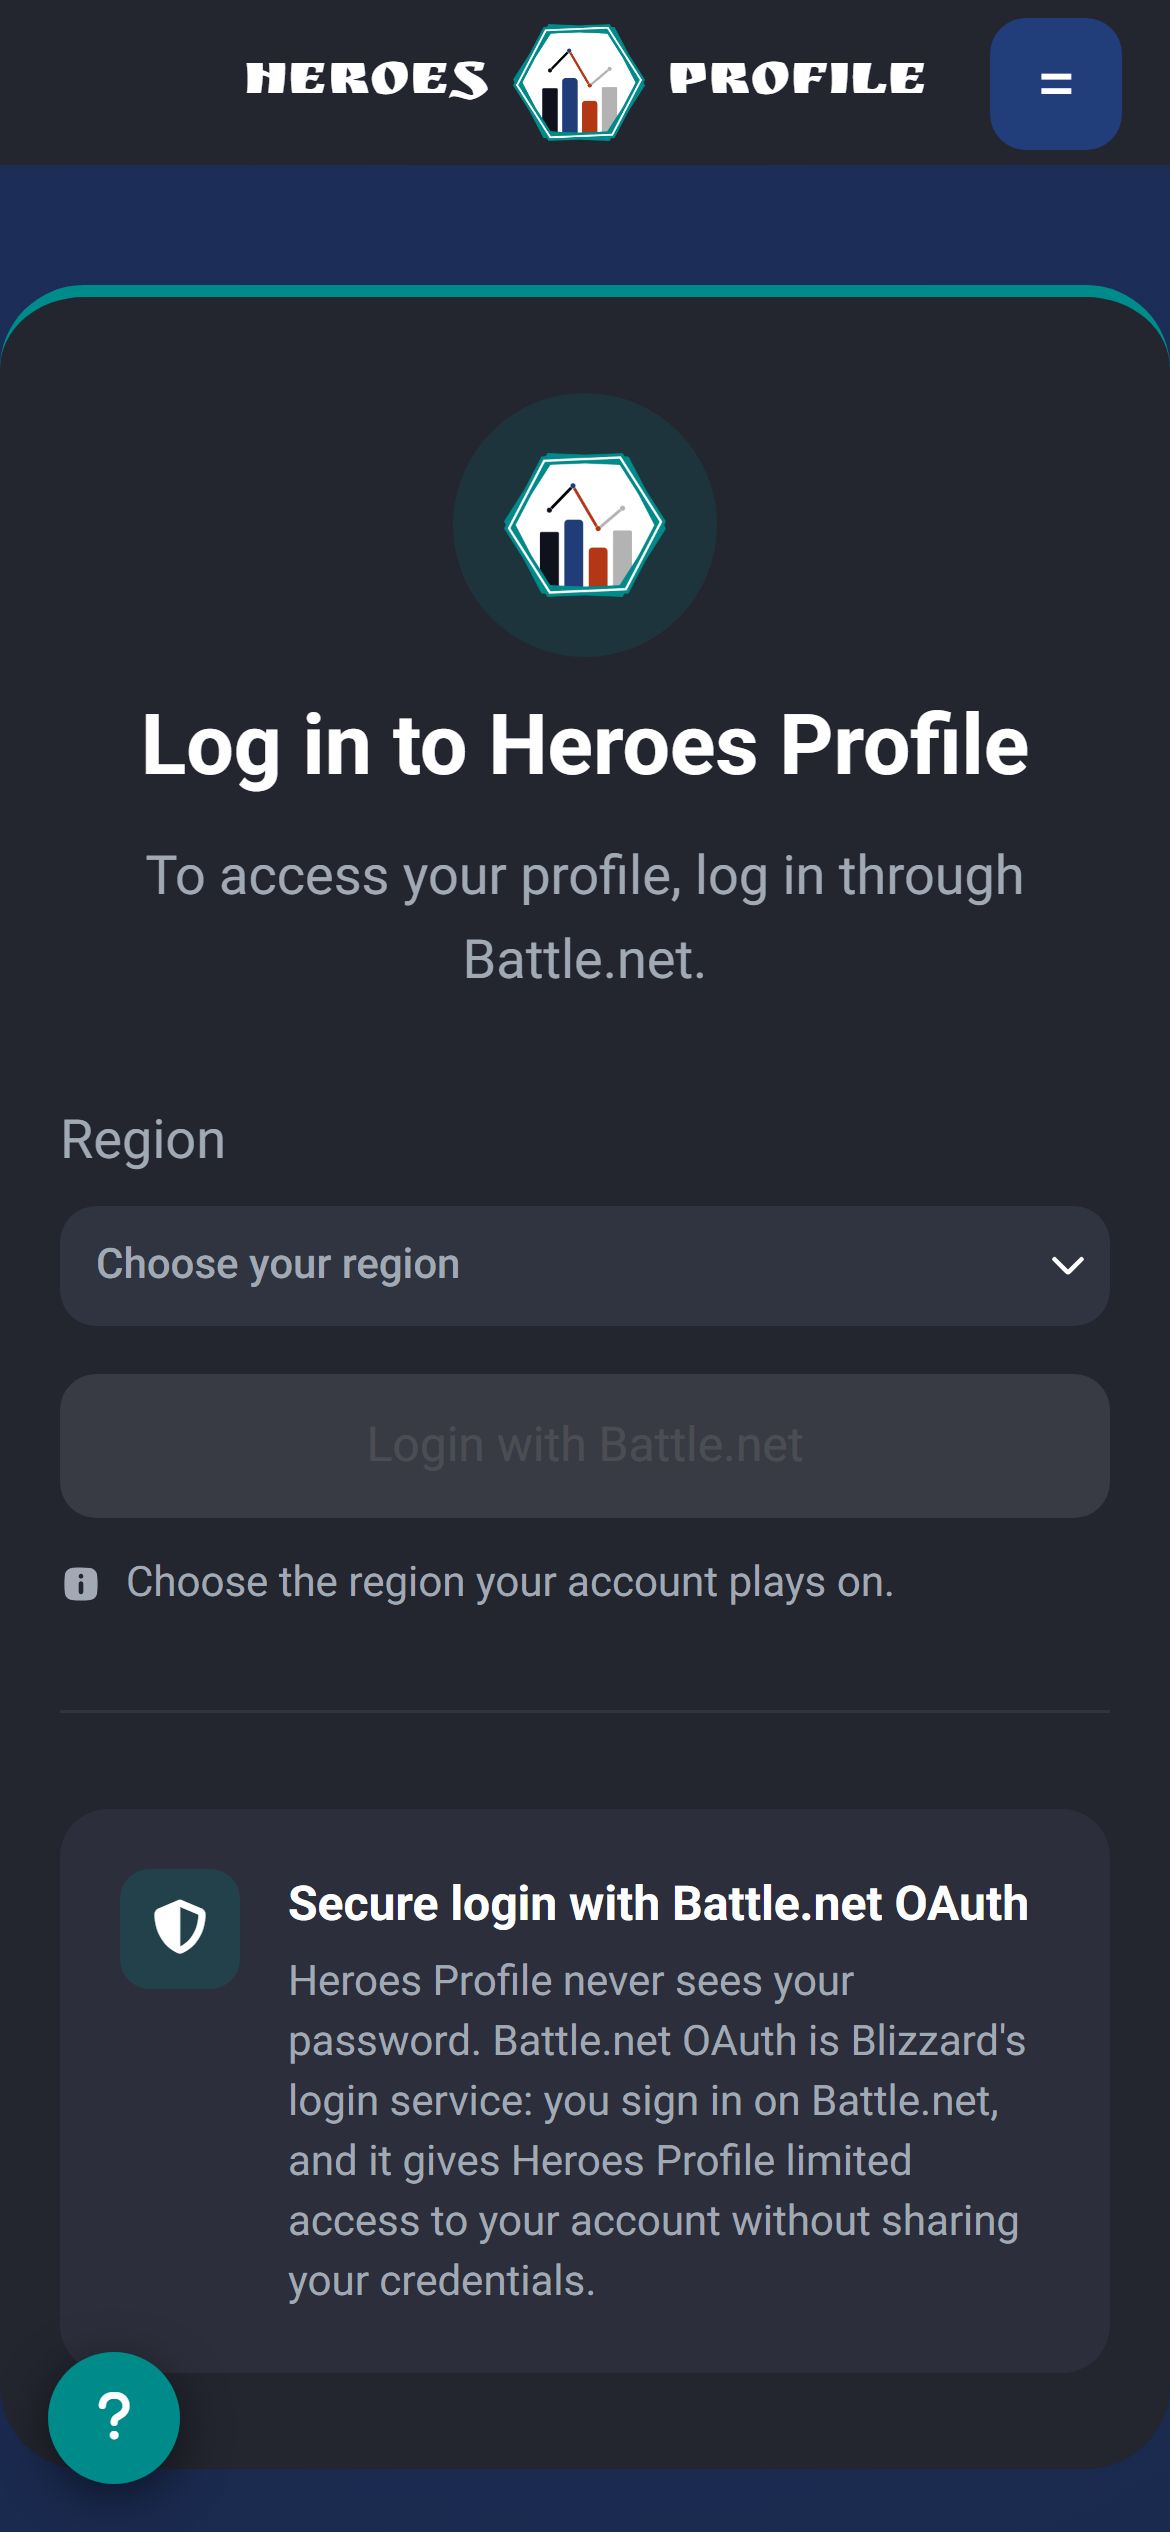 HEROES PROFILE
=
Log in to Heroes Profile
To access your profile, log in through
Battle.net.
Region
Choose your region
Login with Battle.net
Choose the region your account plays on.
Secure login with Battle.net OAuth
Heroes Profile never sees your
password. Battle.net OAuth is Blizzard's
login service: you sign in on Battle.net,
and it gives Heroes Profile limited
access to your account without sharing
your credentials.
?